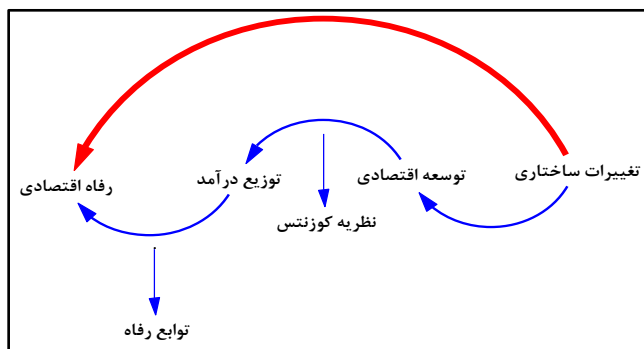 تغییرات ساختاری
توسعه اقتصادی
توزیع درآمد
رفاه اقتصادی
نظریه کوزنتس
توابع رفاه